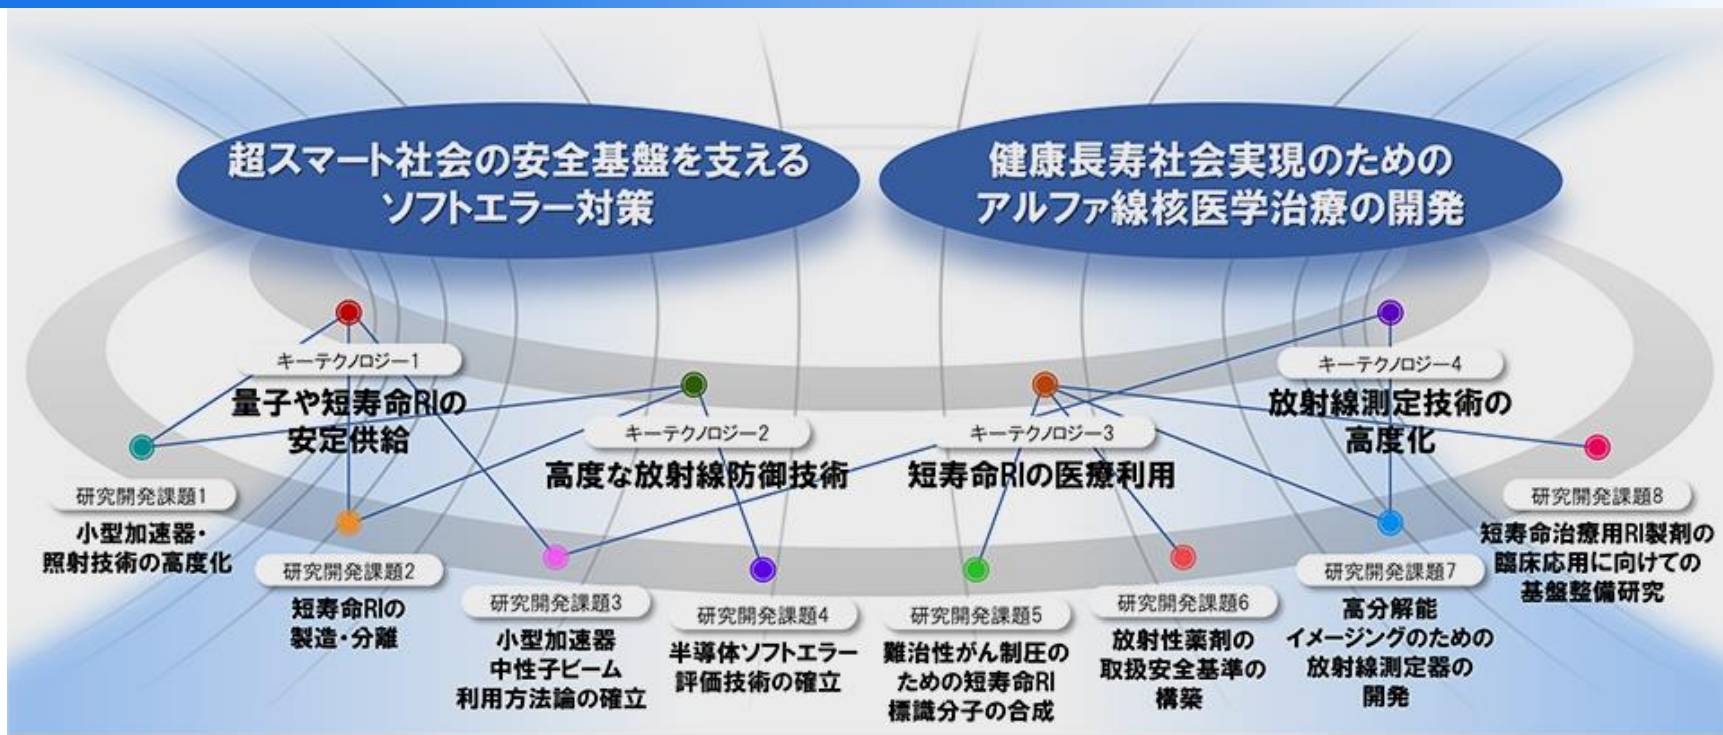 超スマート社会の安全基盤を支える
ソフトエラー対策
健康長寿社会実現のための
アルファ線核医学治療の開発
キーテクノロジー1
量子や短寿命RIの
安定供給
キーテクノロジー2
高度な放射線防御技術
キーテクノロジー3
短寿命RIの医療利用
キーテクノロジー4
放射線測定技術の
高度化
研究開発課題1
小型加速器・
照射技術の高度化
研究開発課題2
短寿命RIの
製造・分離
研究開発課題3
小型加速器
中性子ビーム
利用方法論の確立
研究開発課題4
半導体ソフトエラー
評価技術の確立
研究開発課題5
難治性がん制圧の
ための短寿命RI
標識分子の合成
研究開発課題6
放射性薬剤の
取扱安全基準の
構築
研究開発課題7
高分解能
イメージングのための
放射線測定器の
開発
研究開発課題8
短寿命治療用RI製剤の
臨床応用に向けての
基盤整備研究